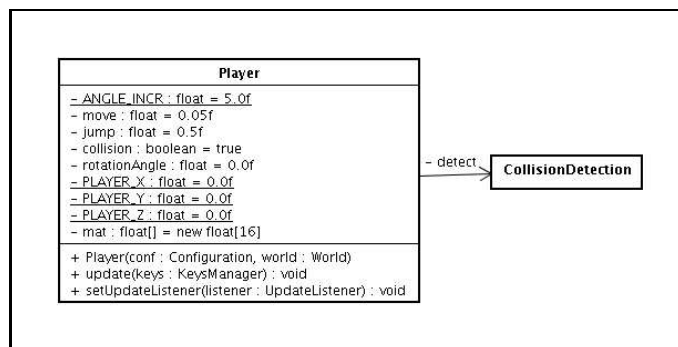 Player
- ANGLE_INCR : float = 5.0f
- move : float = 0.05f
- jump : float = 0.5f
- collision : boolean = true
- rotationAngle : float = 0.0f
- PLAYER_X : float = 0.0f
- PLAYER_Y : float = 0.0f
- PLAYER_Z : float = 0.0f
- mat : float[] = new float[16]
+ Player(conf : Configuration, world : World)
+ update(keys : KeysManager) : void
+ setUpdateListener(listener : UpdateListener) : void
- detect
CollisionDetection